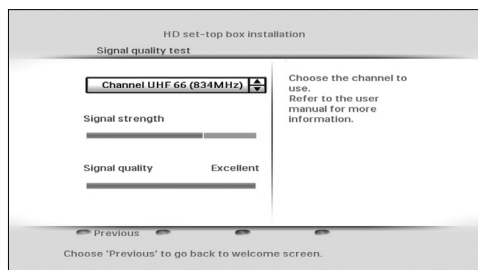 HD set-top box installation
Signal quality test
Channel UHF 66 (834MHz)
Choose the channel to
use.
Refer to the user
manual for more
information.
Signal strength
Signal quality Excellent
Previous
Choose 'Previous' to go back to welcome screen.